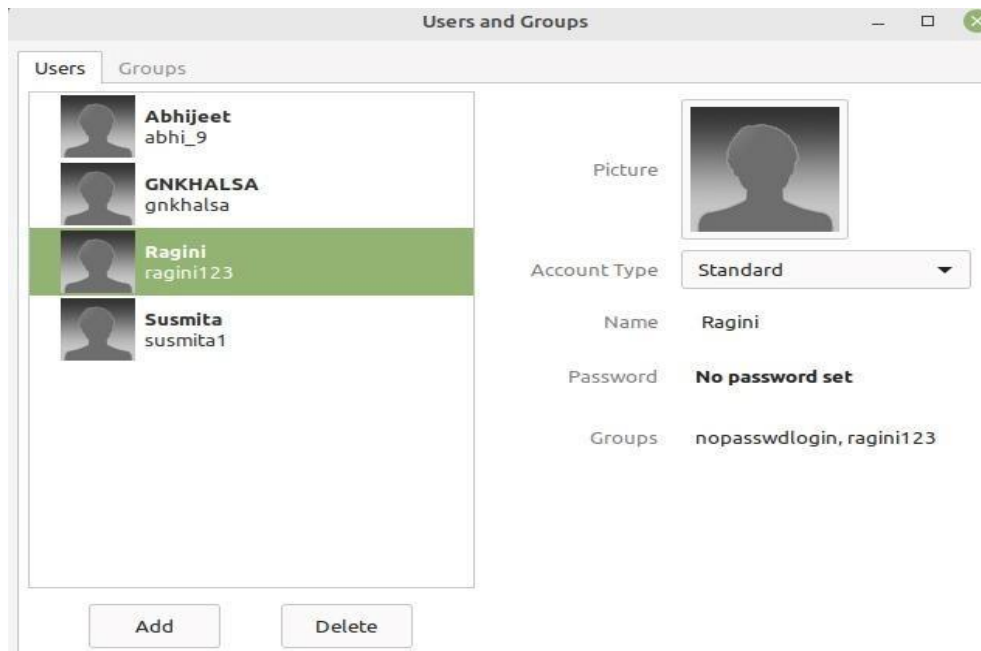 Users and Groups
Users Groups
Abhijeet
abhi_9
GNKHALSA
gnkhalsa
Ragini
ragini123
Susmita
susmita1
Add Delete
Picture
Account Type Standard
Name Ragini
Password No password set
Groups nopasswdlogin, ragini123